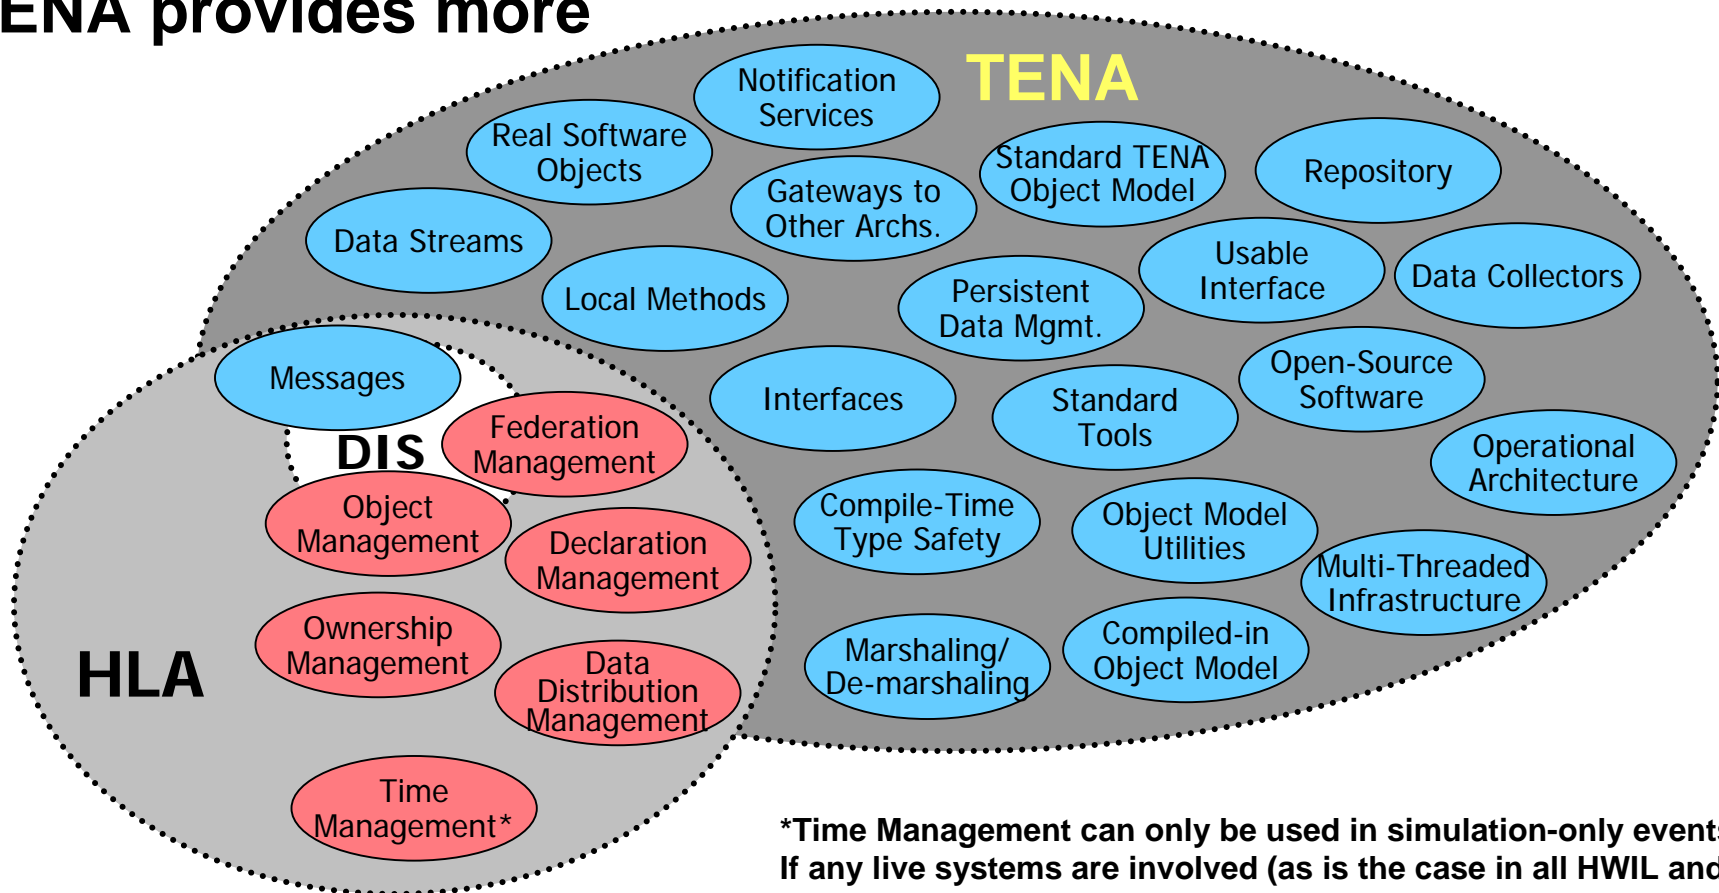 ENA provides more
TENA
Notification
Services
Real Software
Objects
Standard TENA
Object Model
Repository
Gateways to
Other Archs.
Data Streams
Usable
Interface
Data Collectors
Local Methods
Persistent
Data Mgmt.
Messages
Interfaces
Standard
Tools
Open-Source
Software
DIS
Federation
Management
Operational
Architecture
Object
Management
Compile-Time
Type Safety
Object Model
Utilities
Declaration
Management
Multi-Threaded
Infrastructure
Ownership
Management
HLA
Data
Distribution
Management
Marshaling/
De-marshaling
Compiled-in
Object Model
Time
Management*
*Time Management can only be used in simulation-only events
If any live systems are involved (as is the case in all HWIL and